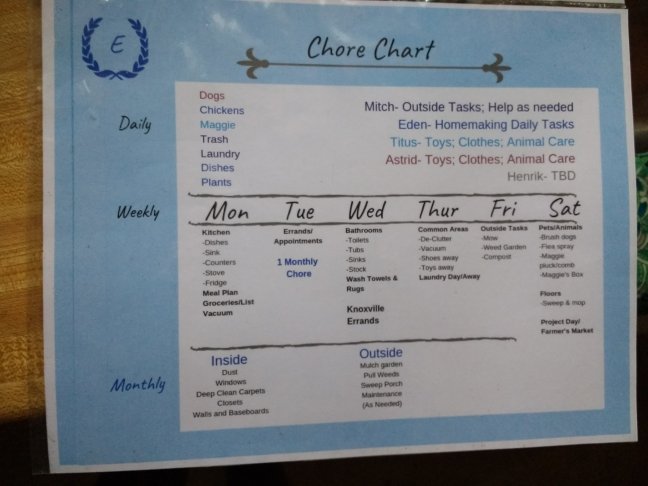 E
Chore Chart
Daily
Dogs
Chickens
Maggie
Trash
Laundry
Dishes
Plants
Mitch- Outside Tasks; Help as needed
Eden- Homemaking Daily Tasks
Titus- Toys; Clothes; Animal Care
Astrid- Toys; Clothes; Animal Care
Henrik- TBD
Weekly
Mon
Tue
Wed
Thur
Fri
Sat
Kitchen
-Dishes
-Sink
-Counters
-Stove
-Fridge
Meal Plan
Groceries/List
Vacuum
Errands/
Appointments
1 Monthly
Chore
Bathrooms
-Toilets
-Tubs
-Sinks
-Stock
Wash Towels &
Rugs
Knoxville
Errands
Common Areas
-De-Clutter
-Vacuum
-Shoes away
-Toys away
Laundry Day/Away
Outside Tasks
-Mow
-Weed Garden
-Compost
Pets/Animals
-Brush dogs
-Flea spray
-Maggie
pluck/comb
-Maggie's Box
Floors
-Sweep & mop
Project Day/
Farmer's Market
Monthly
Inside
Dust
Windows
Deep Clean Carpets
Closets
Walls and Baseboards
Outside
Mulch garden
Pull Weeds
Sweep Porch
Maintenance
(As Needed)